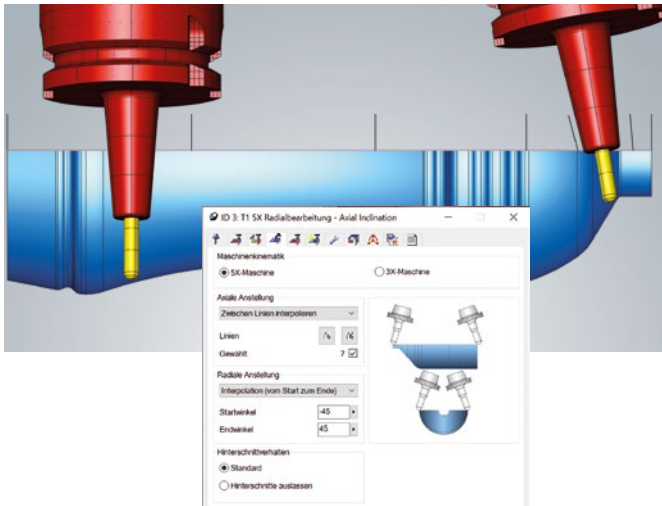 ID 3: T1 5X Radialbearbeitung - Axial Inclination
Maschinenkinematik
5X-Maschine
3X-Maschine
Axiale Anstellung
Zwischen Linien interpolieren
Linien
Gewählt 7
Radiale Anstellung
Interpolation (vom Start zum Ende)
Startwinkel -45
Endwinkel 45
Hinterschnittverhalten
Standard
Hinterschnitte auslassen